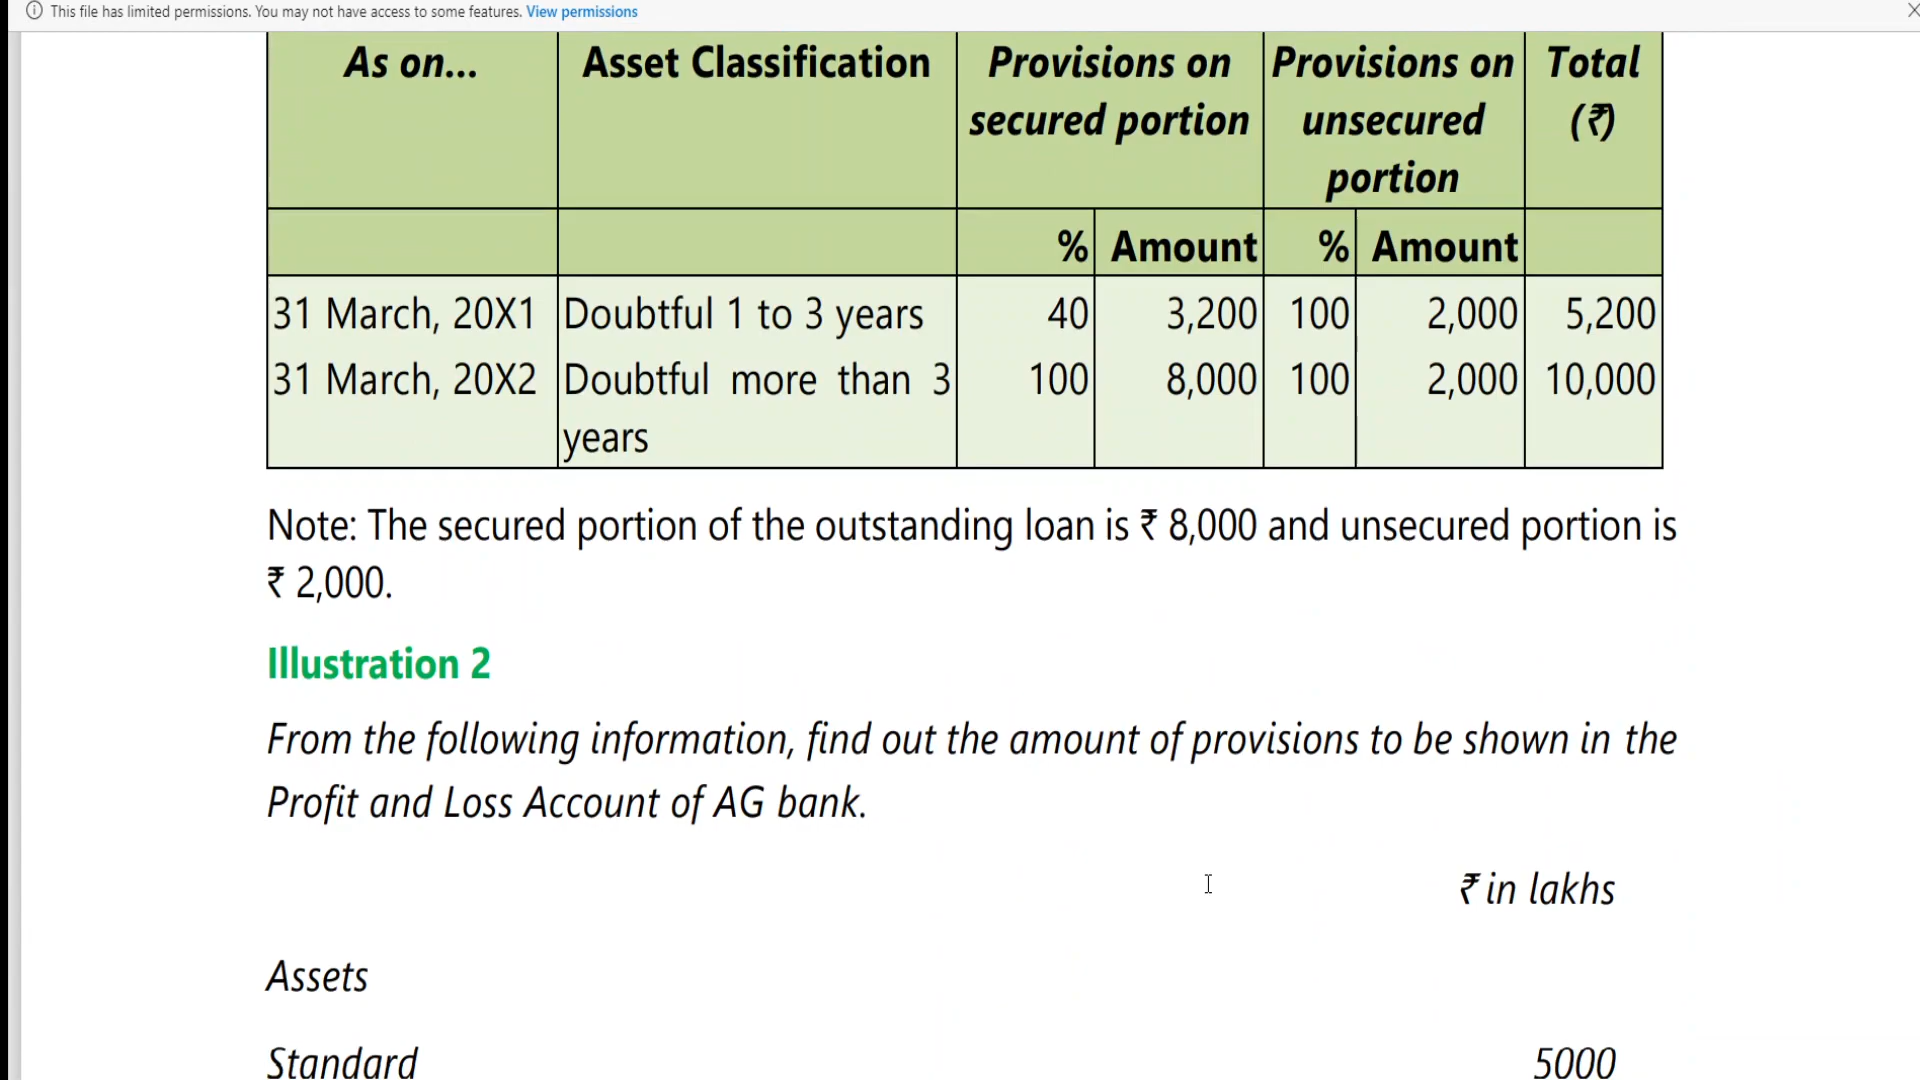 This file has limited permissions. You may not have access to some features. View permissions
As on... Asset Classification Provisions on secured portion Provisions on unsecured portion Total (₹)
% Amount % Amount
31 March, 20X1 Doubtful 1 to 3 years 40 3,200 100 2,000 5,200
31 March, 20X2 Doubtful more than 3 years 100 8,000 100 2,000 10,000
Note: The secured portion of the outstanding loan is ₹ 8,000 and unsecured portion is
₹ 2,000.
Illustration 2
From the following information, find out the amount of provisions to be shown in the
Profit and Loss Account of AG bank.
₹ in lakhs
Assets
Standard 5000